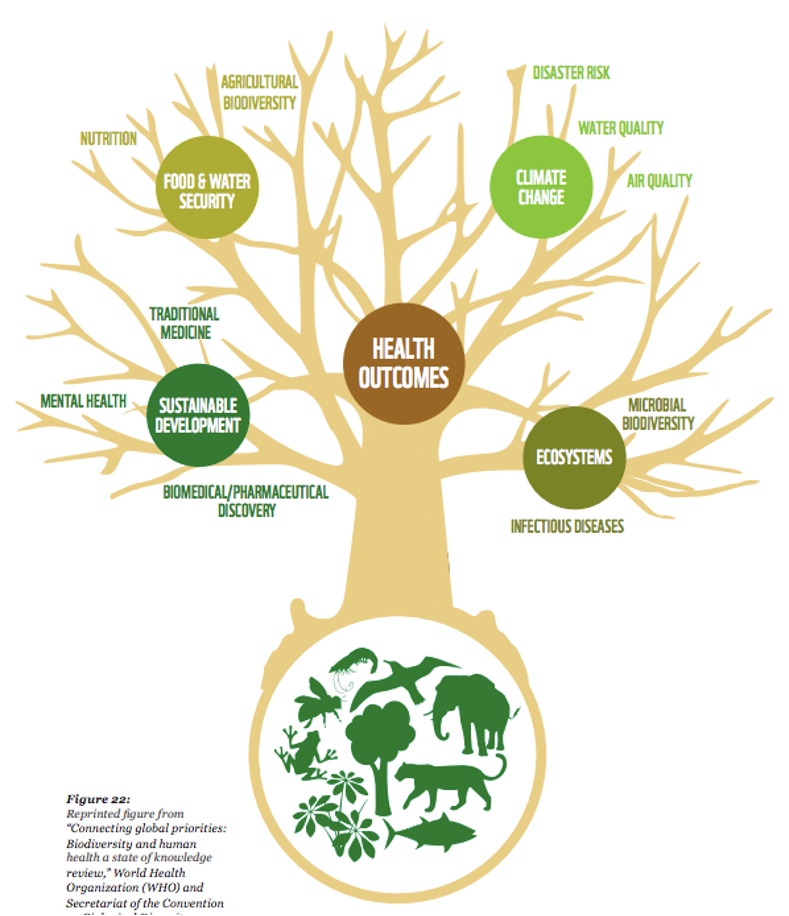 AGRICULTURAL
BIODIVERSITY
NUTRITION
FOOD & WATER
SECURITY
DISASTER RISK
WATER QUALITY
AIR QUALITY
CLIMATE
CHANGE
HEALTH
OUTCOMES
TRADITIONAL
MEDICINE
MENTAL HEALTH
SUSTAINABLE
DEVELOPMENT
BIOMEDICAL/PHARMACEUTICAL
DISCOVERY
MICROBIAL
BIODIVERSITY
ECOSYSTEMS
INFECTIOUS DISEASES
Figure 22:
Reprinted figure from
“Connecting global priorities:
Biodiversity and human
health a state of knowledge
review,” World Health
Organization (WHO) and
Secretariat of the Convention